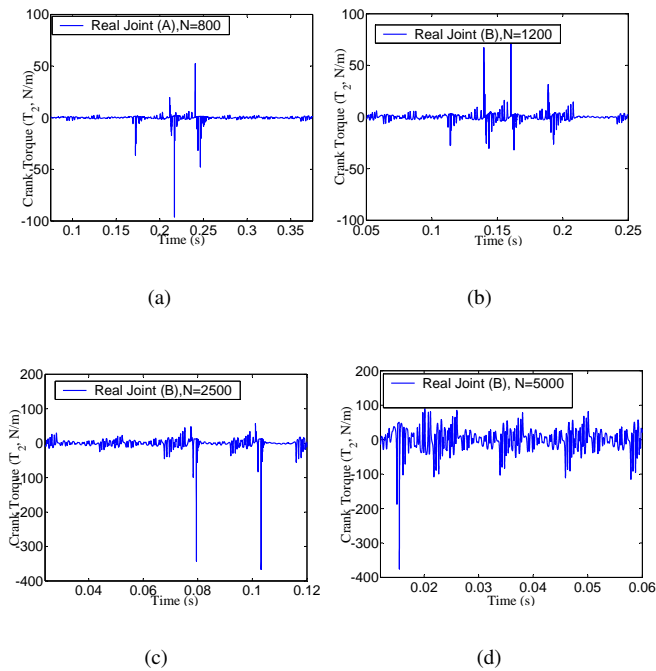 Real Joint (A),N=800
Crank Torque (T2, N/m)
100
50
0
-50
-100
0.1 0.15 0.2 0.25 0.3 0.35
Time (s)
(a)
Real Joint (B),N=1200
Crank Torque (T2, N/m)
100
50
0
-50
-100
0.05 0.1 0.15 0.2 0.25
Time (s)
(b)
Real Joint (B),N=2500
Crank Torque (T2, N/m)
200
100
0
-100
-200
-300
-400
0.04 0.06 0.08 0.1 0.12
Time (s)
(c)
Real Joint (B), N=5000
Crank Torque (T2, N/m)
200
100
0
-100
-200
-300
-400
0.02 0.03 0.04 0.05 0.06
Time (s)
(d)